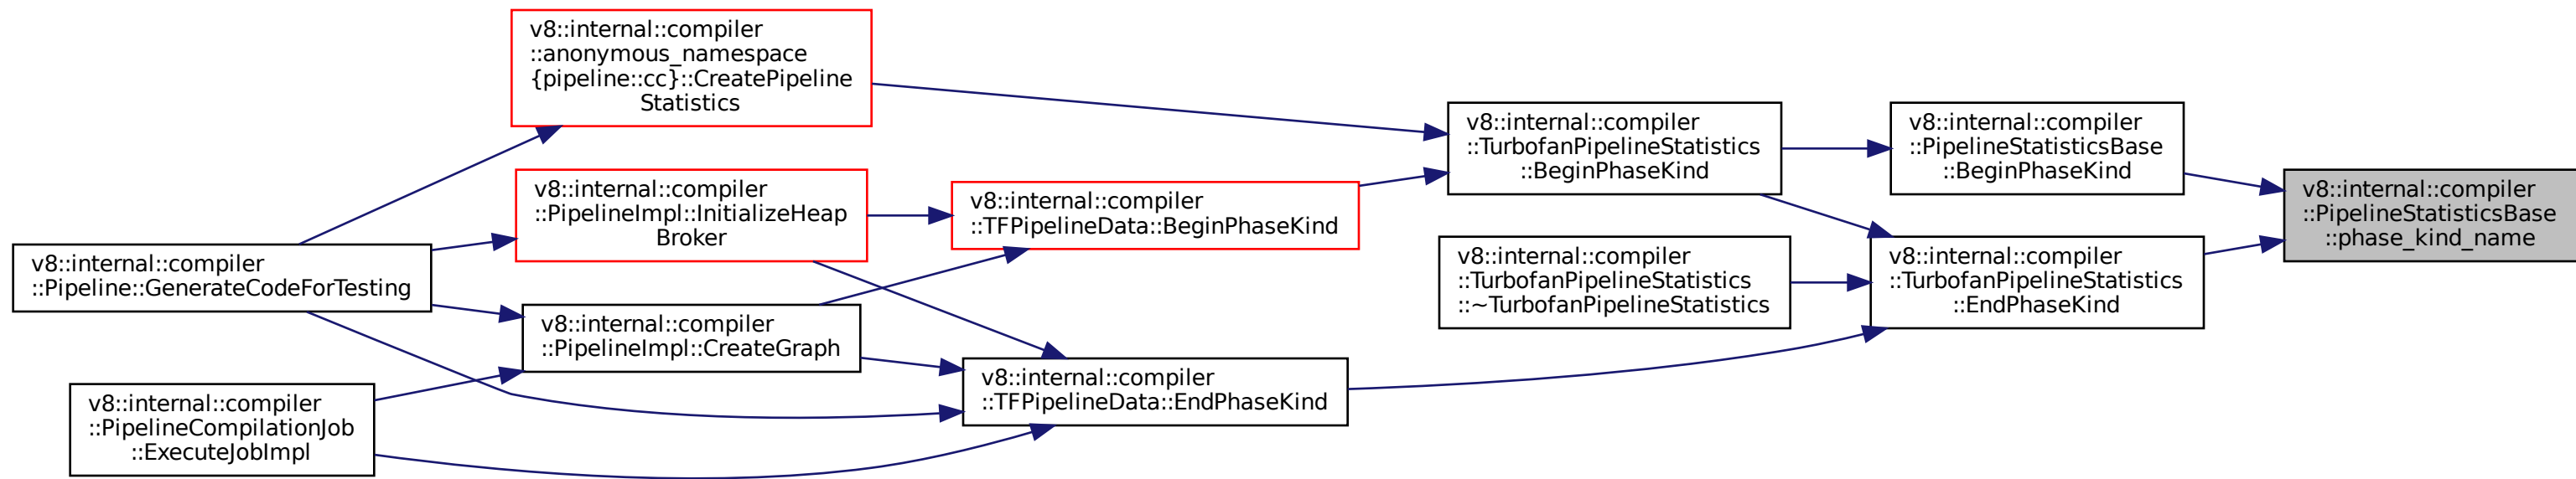 v8::internal::compiler
::anonymous_namespace
{pipeline::cc}::CreatePipeline
Statistics
v8::internal::compiler
::PipelineImpl::InitializeHeap
Broker
v8::internal::compiler
::Pipeline::GenerateCodeForTesting
v8::internal::compiler
::PipelineImpl::CreateGraph
v8::internal::compiler
::PipelineCompilationJob
::ExecuteJobImpl
v8::internal::compiler
::TFPipelineData::BeginPhaseKind
v8::internal::compiler
::TFPipelineData::EndPhaseKind
v8::internal::compiler
::TurbofanPipelineStatistics
::BeginPhaseKind
v8::internal::compiler
::TurbofanPipelineStatistics
::~TurbofanPipelineStatistics
v8::internal::compiler
::PipelineStatisticsBase
::BeginPhaseKind
v8::internal::compiler
::TurbofanPipelineStatistics
::EndPhaseKind
v8::internal::compiler
::PipelineStatisticsBase
::phase_kind_name